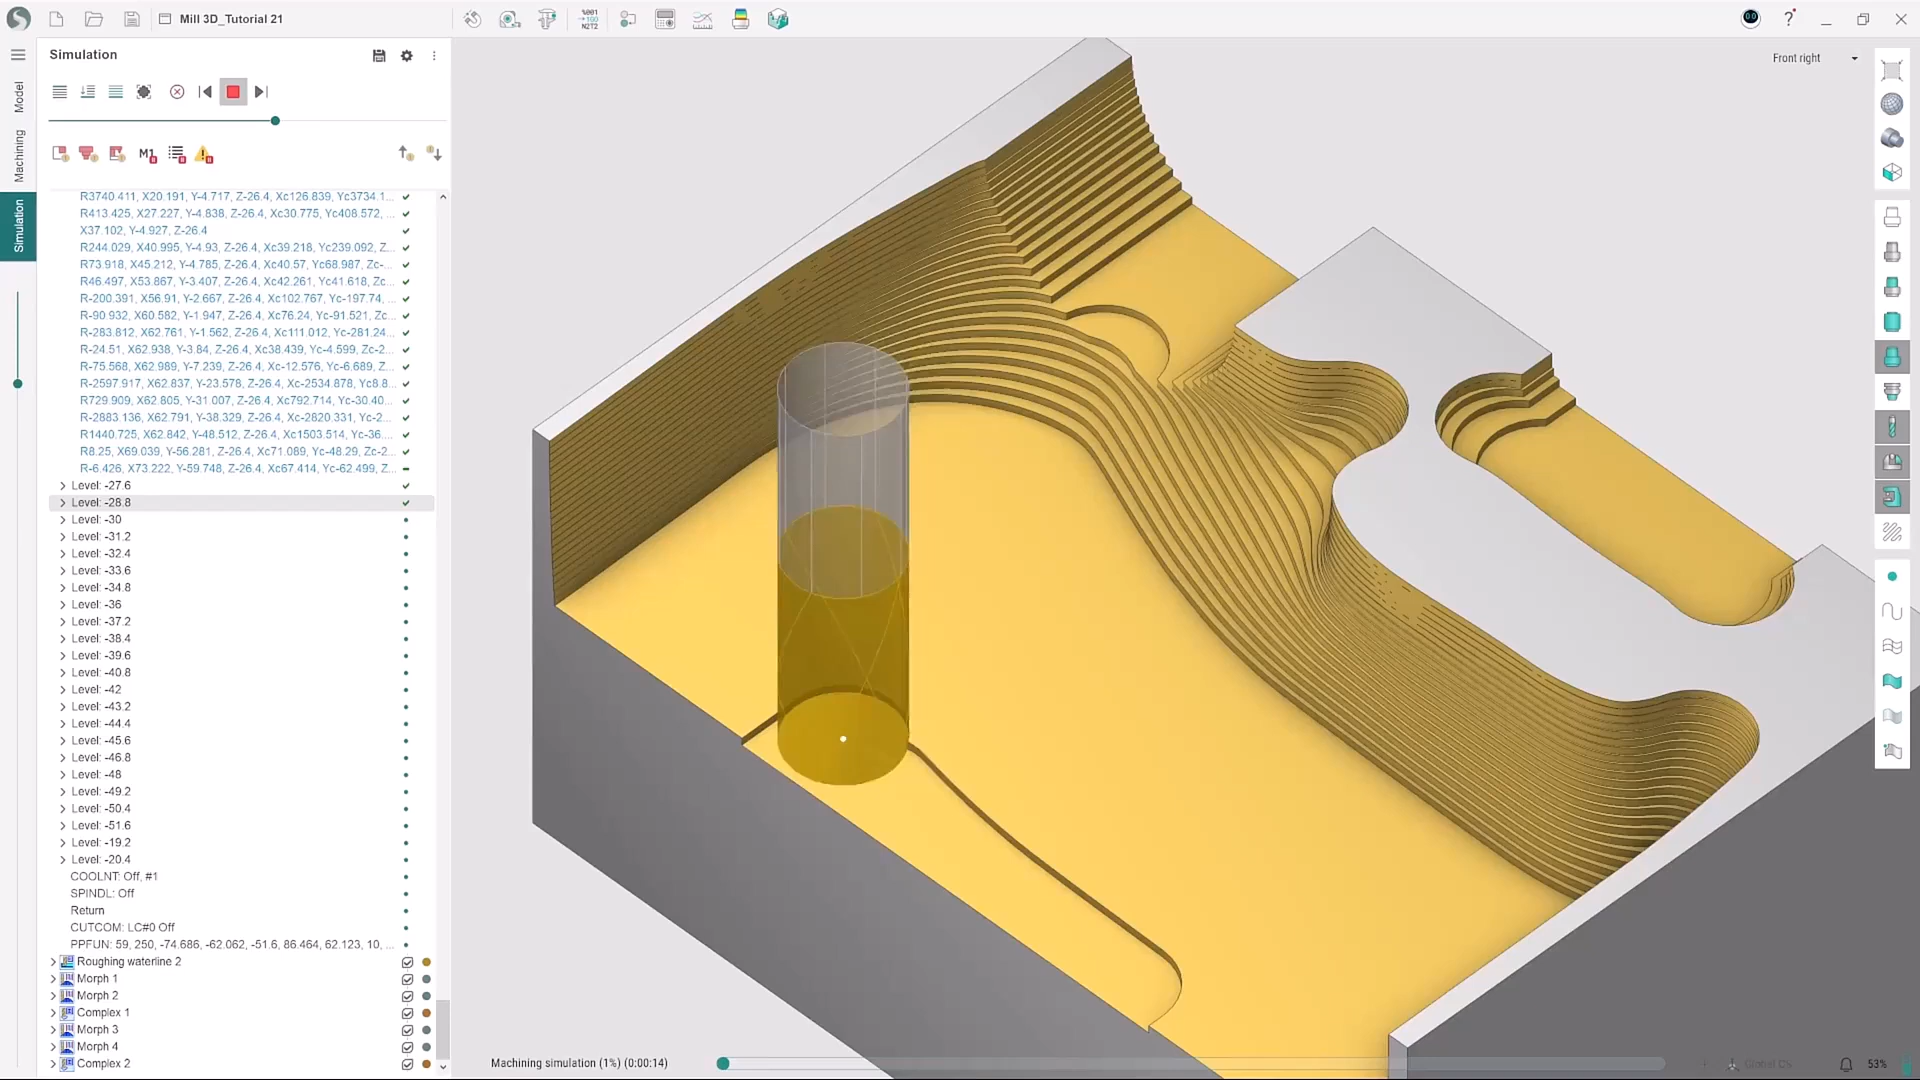 Mill 3D_Tutorial 21
%001
→1GO
N2T2
Simulation
Front right
Model
Machining
Simulation
M1
R3740.411, X20.191, Y-4.717, Z-26.4, Xc126.839, Yc3734.1...
R413.425, X27.227, Y-4.838, Z-26.4, Xc30.775, Yc408.572, ...
X37.102, Y-4.927, Z-26.4
R244.029, X40.995, Y-4.93, Z-26.4, Xc39.218, Yc239.092, Z...
R73.918, X45.212, Y-4.785, Z-26.4, Xc40.57, Yc68.987, Zc-...
R46.497, X53.867, Y-3.407, Z-26.4, Xc42.261, Yc41.618, Zc...
R-200.391, X56.91, Y-2.667, Z-26.4, Xc102.767, Yc-197.74, ...
R-90.932, X60.582, Y-1.947, Z-26.4, Xc76.24, Yc-91.521, Zc...
R-283.812, X62.761, Y-1.562, Z-26.4, Xc111.012, Yc-281.24...
R-24.51, X62.938, Y-3.84, Z-26.4, Xc38.439, Yc-4.599, Zc-2...
R-75.568, X62.989, Y-7.239, Z-26.4, Xc-12.576, Yc-6.689, Zc...
R-2597.917, X62.837, Y-23.578, Z-26.4, Xc-2534.878, Yc8.8...
R729.909, X62.805, Y-31.007, Z-26.4, Xc792.714, Yc-30.40...
R-2883.136, X62.791, Y-38.329, Z-26.4, Xc-2820.331, Yc-2...
R1440.725, X62.842, Y-48.512, Z-26.4, Xc1503.514, Yc-36....
R8.25, X69.039, Y-56.281, Z-26.4, Xc71.089, Yc-48.29, Zc-2...
R-6.426, X73.222, Y-59.748, Z-26.4, Xc67.414, Yc-62.499, Z...
Level: -27.6
Level: -28.8
Level: -30
Level: -31.2
Level: -32.4
Level: -33.6
Level: -34.8
Level: -36
Level: -37.2
Level: -38.4
Level: -39.6
Level: -40.8
Level: -42
Level: -43.2
Level: -44.4
Level: -45.6
Level: -46.8
Level: -48
Level: -49.2
Level: -50.4
Level: -51.6
Level: -19.2
Level: -20.4
COOLNT: Off, #1
SPINDL: Off
Return
CUTCOM: LC#0 Off
PPFUN: 59, 250, -74.686, -62.062, -51.6, 86.464, 62.123, 10, ...
Roughing waterline 2
Morph 1
Morph 2
Complex 1
Morph 3
Morph 4
Complex 2
Machining simulation (1%) (0:00:14)
Global CS
53%